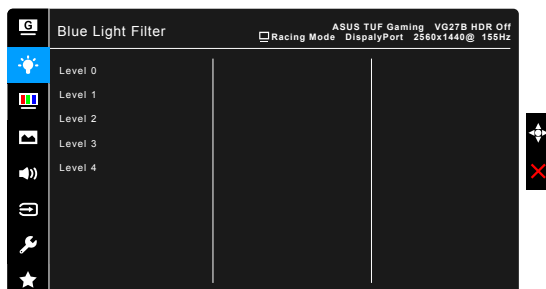 G
Blue Light Filter
ASUS TUF Gaming VG27B HDR Off
Racing Mode DispalyPort 2560x1440@ 155Hz
Level 0
Level 1
Level 2
Level 3
Level 4